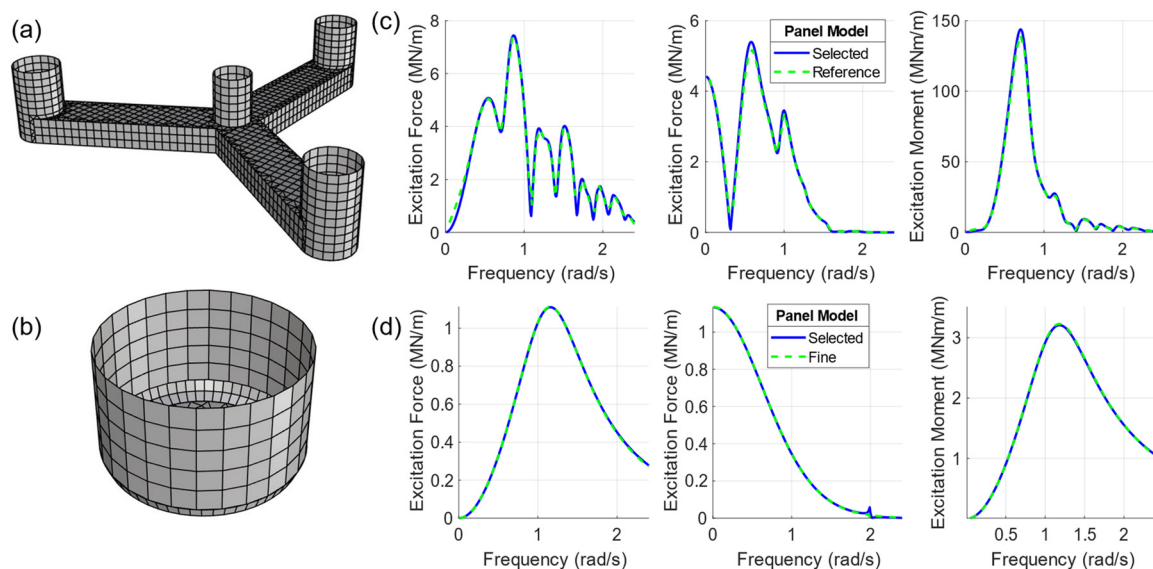 (a)
(b)
(c)
Excitation Force (MN/m)
8
6
4
2
0
0
1
2
Frequency (rad/s)
Excitation Force (MN/m)
6
4
2
0
0
1
2
Frequency (rad/s)
Panel Model
Selected
Reference
Excitation Moment (MNm/m)
150
100
50
0
0
1
2
Frequency (rad/s)
(d)
Excitation Force (MN/m)
1
0.8
0.6
0.4
0.2
0
0
1
2
Frequency (rad/s)
Excitation Force (MN/m)
1
0.8
0.6
0.4
0.2
0
0
1
2
Frequency (rad/s)
Panel Model
Selected
Fine
Excitation Moment (MNm/m)
3
2
1
0.5
1
1.5
2
Frequency (rad/s)